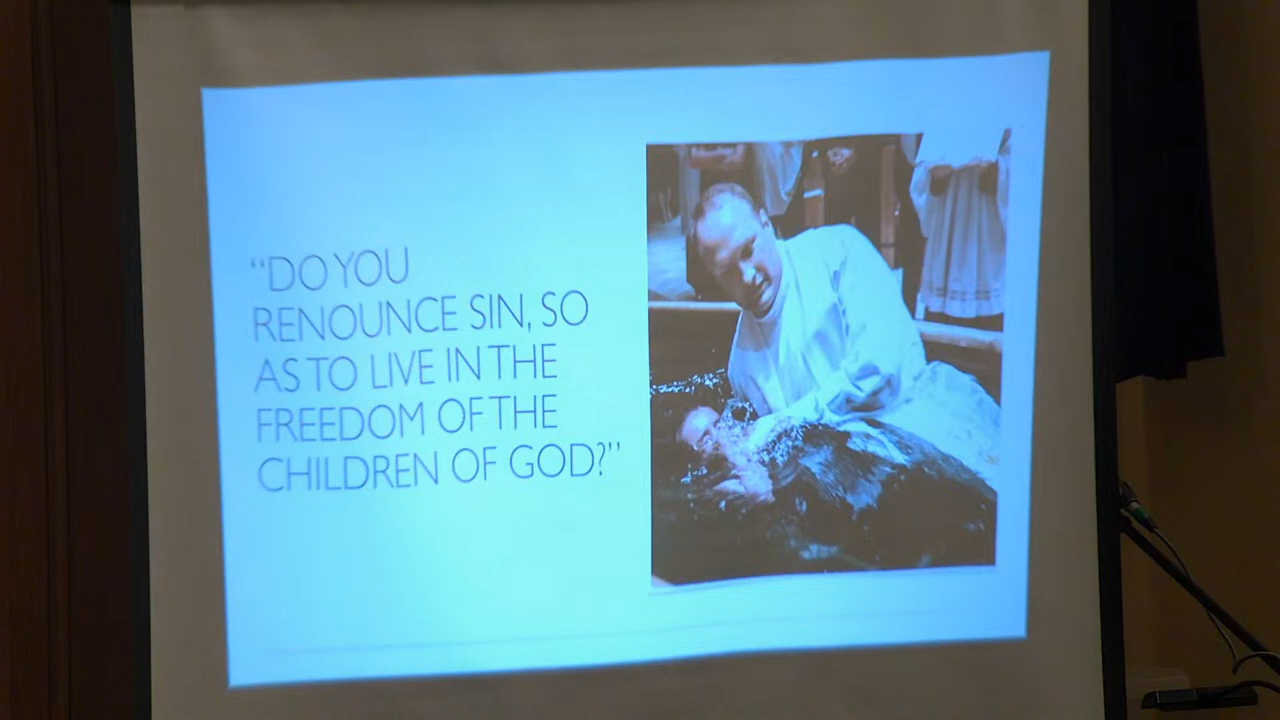 “DO YOU
RENOUNCE SIN, SO
AS TO LIVE IN THE
FREEDOM OF THE
CHILDREN OF GOD?”